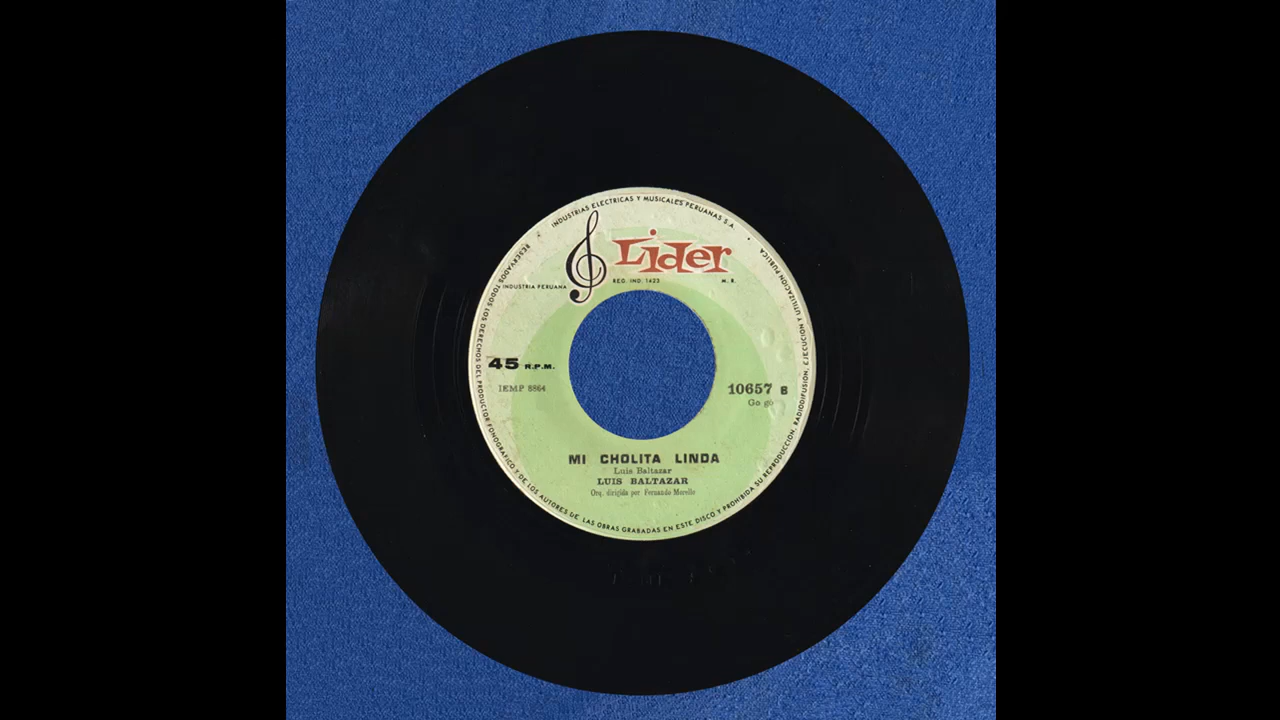 INDUSTRIAS ELECTRICAS Y MUSICALES PERUANAS S.A.
Lider
INDUSTRIA PERUANA
REG. IND. 1423
M. R.
45 R.P.M.
IEMP 8864
10657 B
Go go
MI CHOLITA LINDA
Luis Baltazar
LUIS BALTAZAR
Orq. dirigida por Fernando Morello
RESERVADOS TODOS LOS DERECHOS DEL PRODUCTOR FONOGRAFICO Y DE LOS AUTORES DE LAS OBRAS GRABADAS EN ESTE DISCO Y PROHIBIDA SU REPRODUCCION, RADIODIFUSION, EJECUCION Y UTILIZACION PUBLICA